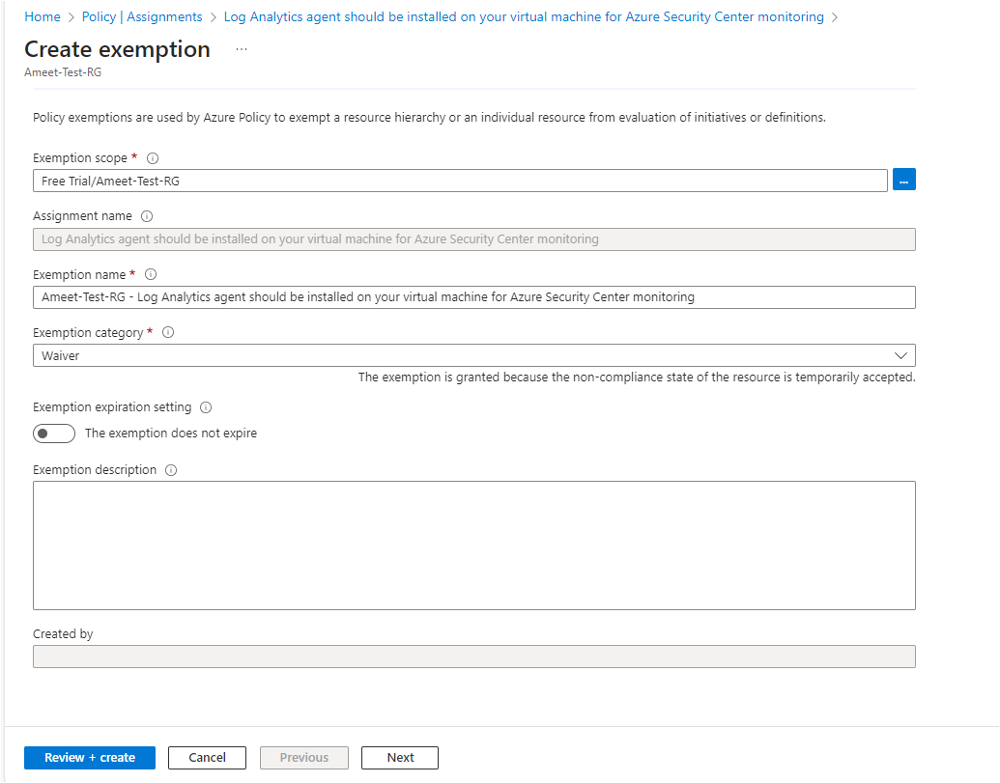 Home > Policy | Assignments > Log Analytics agent should be installed on your virtual machine for Azure Security Center monitoring >
Create exemption ...
Ameet-Test-RG
Policy exemptions are used by Azure Policy to exempt a resource hierarchy or an individual resource from evaluation of initiatives or definitions.
Exemption scope *
Free Trial/Ameet-Test-RG
...
Assignment name
Log Analytics agent should be installed on your virtual machine for Azure Security Center monitoring
Exemption name *
Ameet-Test-RG - Log Analytics agent should be installed on your virtual machine for Azure Security Center monitoring
Exemption category *
Waiver
The exemption is granted because the non-compliance state of the resource is temporarily accepted.
Exemption expiration setting
The exemption does not expire
Exemption description
Created by
Review + create Cancel Previous Next